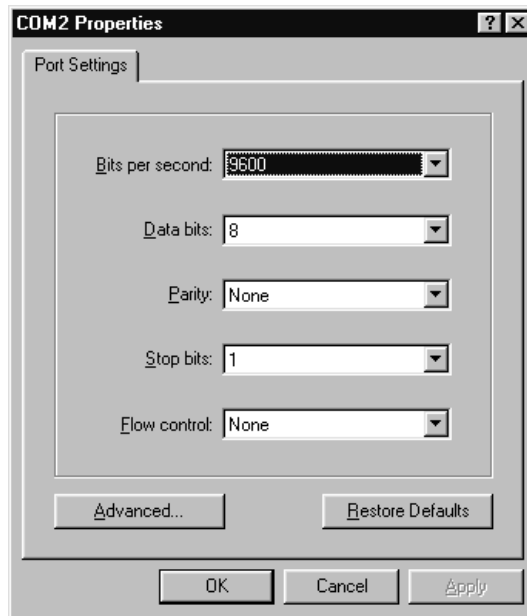 COM2 Properties
Port Settings
Bits per second: 9600
Data bits: 8
Parity: None
Stop bits: 1
Flow control: None
Advanced... Restore Defaults
OK Cancel Apply